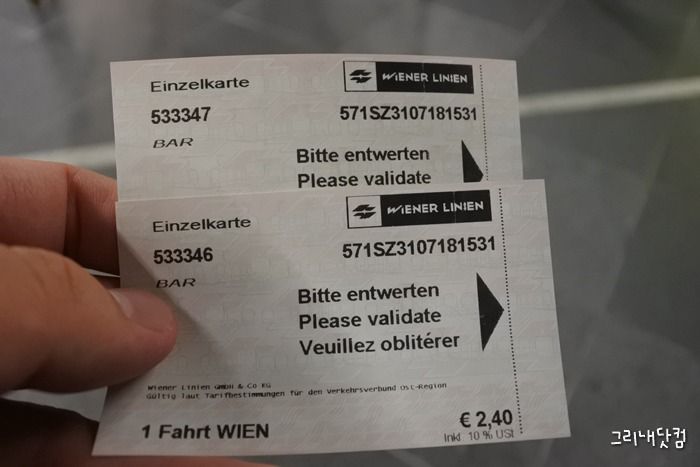 Einzelkarte
WIENER LINIEN
533347
571SZ3107181531
BAR
Bitte entwerten
Please validate
Einzelkarte
WIENER LINIEN
533346
571SZ3107181531
BAR
Bitte entwerten
Please validate
Veuillez oblitérer
Wiener Linien GMBH & Co KG
Gültig laut Tarifbestimmungen für den Verkehrsverbund Ost-Region
1 Fahrt WIEN
€ 2,40
Inkl. 10 % USt
그리내닷컴